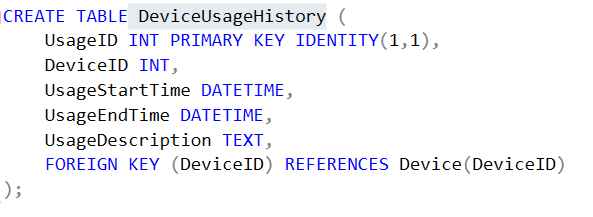 CREATE TABLE DeviceUsageHistory (
    UsageID INT PRIMARY KEY IDENTITY(1,1),
    DeviceID INT,
    UsageStartTime DATETIME,
    UsageEndTime DATETIME,
    UsageDescription TEXT,
    FOREIGN KEY (DeviceID) REFERENCES Device(DeviceID)
);